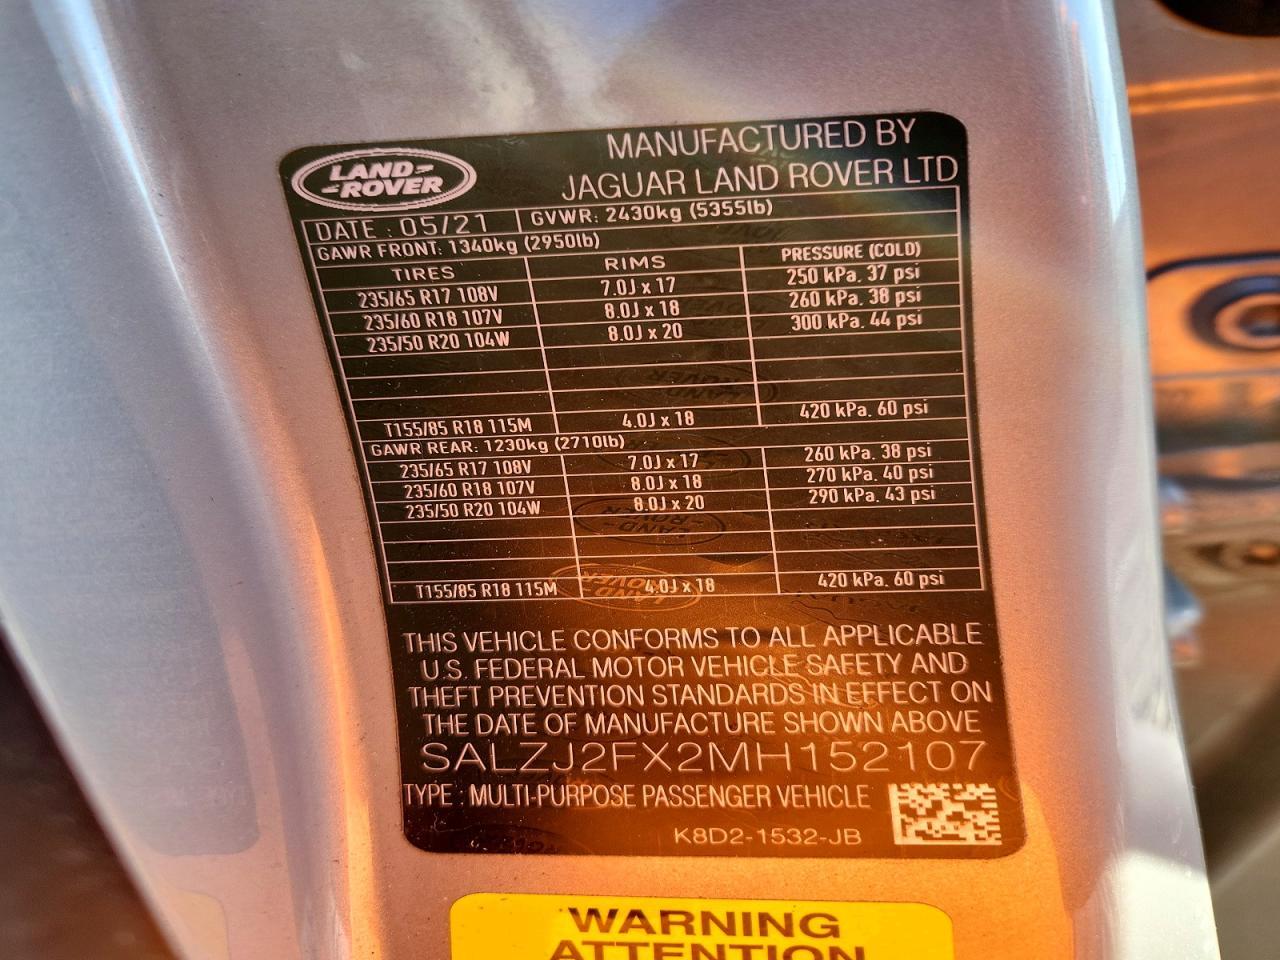 LAND-
-ROVER
MANUFACTURED BY
JAGUAR LAND ROVER LTD
DATE : 05/21 GVWR: 2430kg (5355lb)
GAWR FRONT: 1340kg (2950lb)
TIRES RIMS PRESSURE (COLD)
235/65 R17 108V 7.0J x 17 250 kPa. 37 psi
235/60 R18 107V 8.0J x 18 260 kPa. 38 psi
235/50 R20 104W 8.0J x 20 300 kPa. 44 psi
T155/85 R18 115M 4.0J x 18 420 kPa. 60 psi
GAWR REAR: 1230kg (2710lb)
235/65 R17 108V 7.0J x 17 260 kPa. 38 psi
235/60 R18 107V 8.0J x 18 270 kPa. 40 psi
235/50 R20 104W 8.0J x 20 290 kPa. 43 psi
T155/85 R18 115M 4.0J x 18 420 kPa. 60 psi
THIS VEHICLE CONFORMS TO ALL APPLICABLE
U.S. FEDERAL MOTOR VEHICLE SAFETY AND
THEFT PREVENTION STANDARDS IN EFFECT ON
THE DATE OF MANUFACTURE SHOWN ABOVE
SALZJ2FX2MH152107
TYPE : MULTI-PURPOSE PASSENGER VEHICLE
K8D2-1532-JB
WARNING
ATTENTION